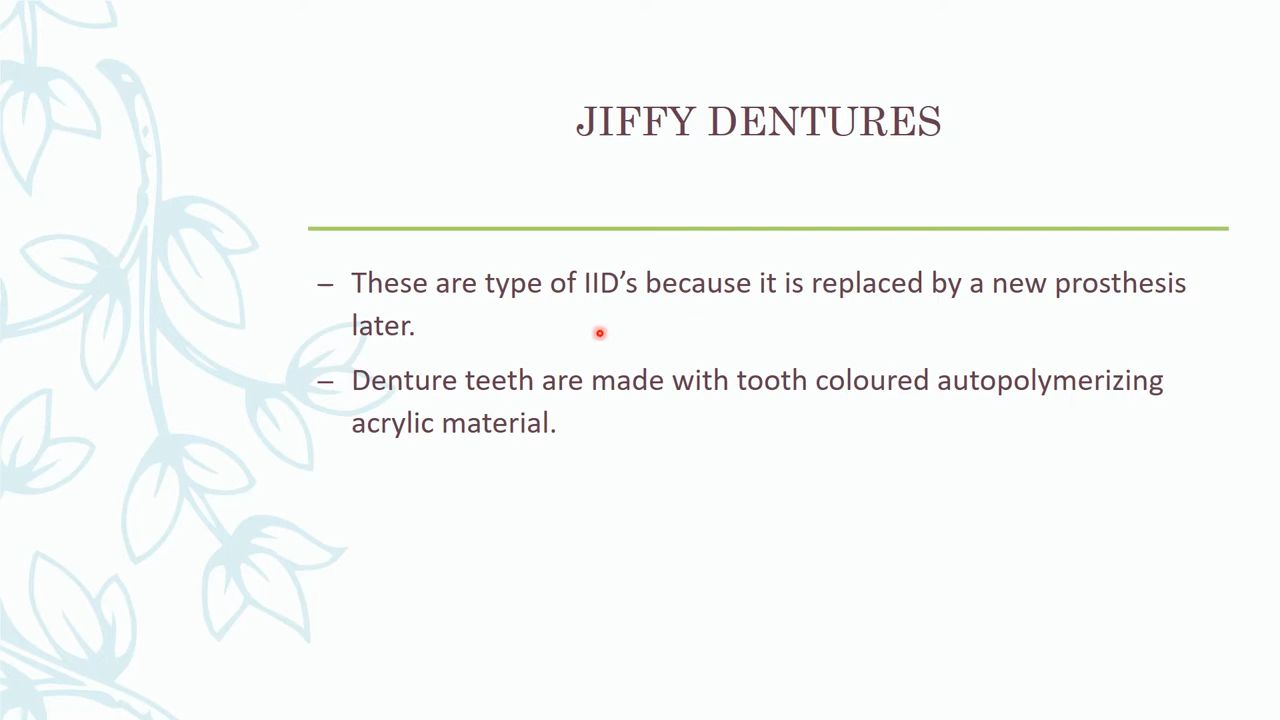 JIFFY DENTURES
– These are type of IID’s because it is replaced by a new prosthesis
later.
– Denture teeth are made with tooth coloured autopolymerizing
acrylic material.